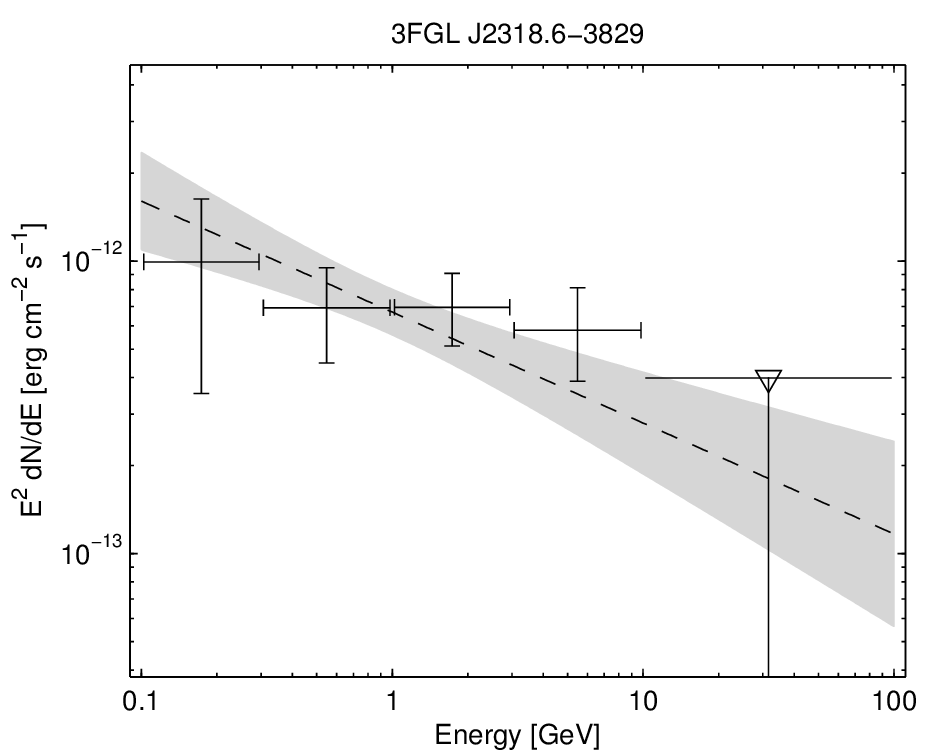 3FGL J2318.6−3829
E² dN/dE [erg cm⁻² s⁻¹]
10⁻¹²
10⁻¹³
0.1 1 10 100
Energy [GeV]